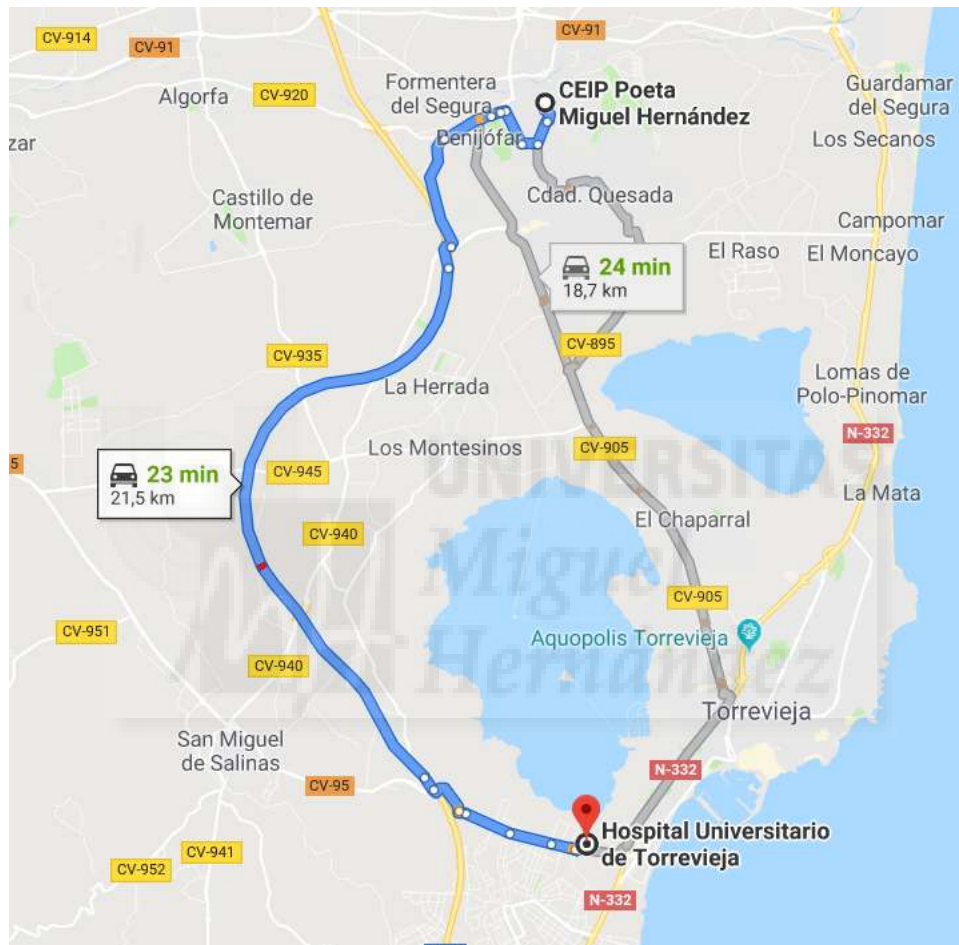 CV-914
CV-91
CV-91
Algorfa
CV-920
Formentera
del Segura
CEIP Poeta
Miguel Hernández
Guardamar
del Segura
Benijófar
Los Secanos
zar
Castillo de
Montemar
Cdad. Quesada
Campomar
El Raso
El Moncayo
24 min
18,7 km
CV-895
CV-935
La Herrada
Lomas de
Polo-Pinomar
N-332
Los Montesinos
CV-905
5
23 min
21,5 km
CV-945
UNIVERSITAS
La Mata
El Chaparral
CV-940
Miguel
CV-905
CV-951
Aquopolis Torrevieja
CV-940
Hernández
Torrevieja
San Miguel
de Salinas
N-332
CV-95
Hospital Universitario
de Torrevieja
CV-941
CV-952
N-332